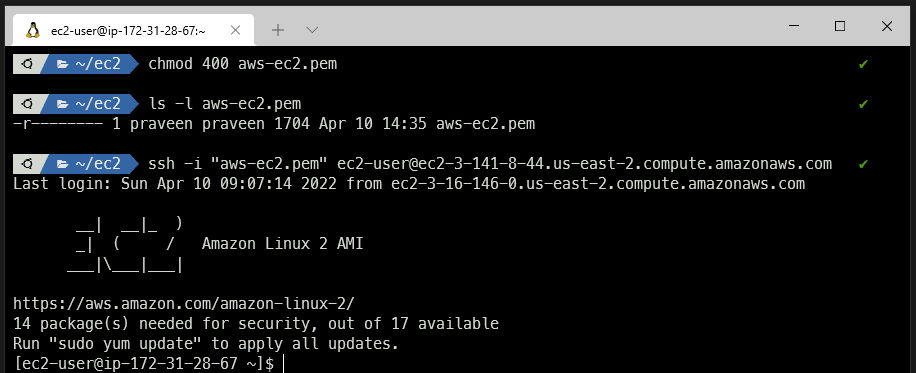 ec2-user@ip-172-31-28-67:~
~/ec2 chmod 400 aws-ec2.pem ✔
~/ec2 ls -l aws-ec2.pem ✔
-r-------- 1 praveen praveen 1704 Apr 10 14:35 aws-ec2.pem
~/ec2 ssh -i "aws-ec2.pem" ec2-user@ec2-3-141-8-44.us-east-2.compute.amazonaws.com ✔
Last login: Sun Apr 10 09:07:14 2022 from ec2-3-16-146-0.us-east-2.compute.amazonaws.com
       __|  __|_  )
       _|  (     /   Amazon Linux 2 AMI
      ___|\___|___|
https://aws.amazon.com/amazon-linux-2/
14 package(s) needed for security, out of 17 available
Run "sudo yum update" to apply all updates.
[ec2-user@ip-172-31-28-67 ~]$